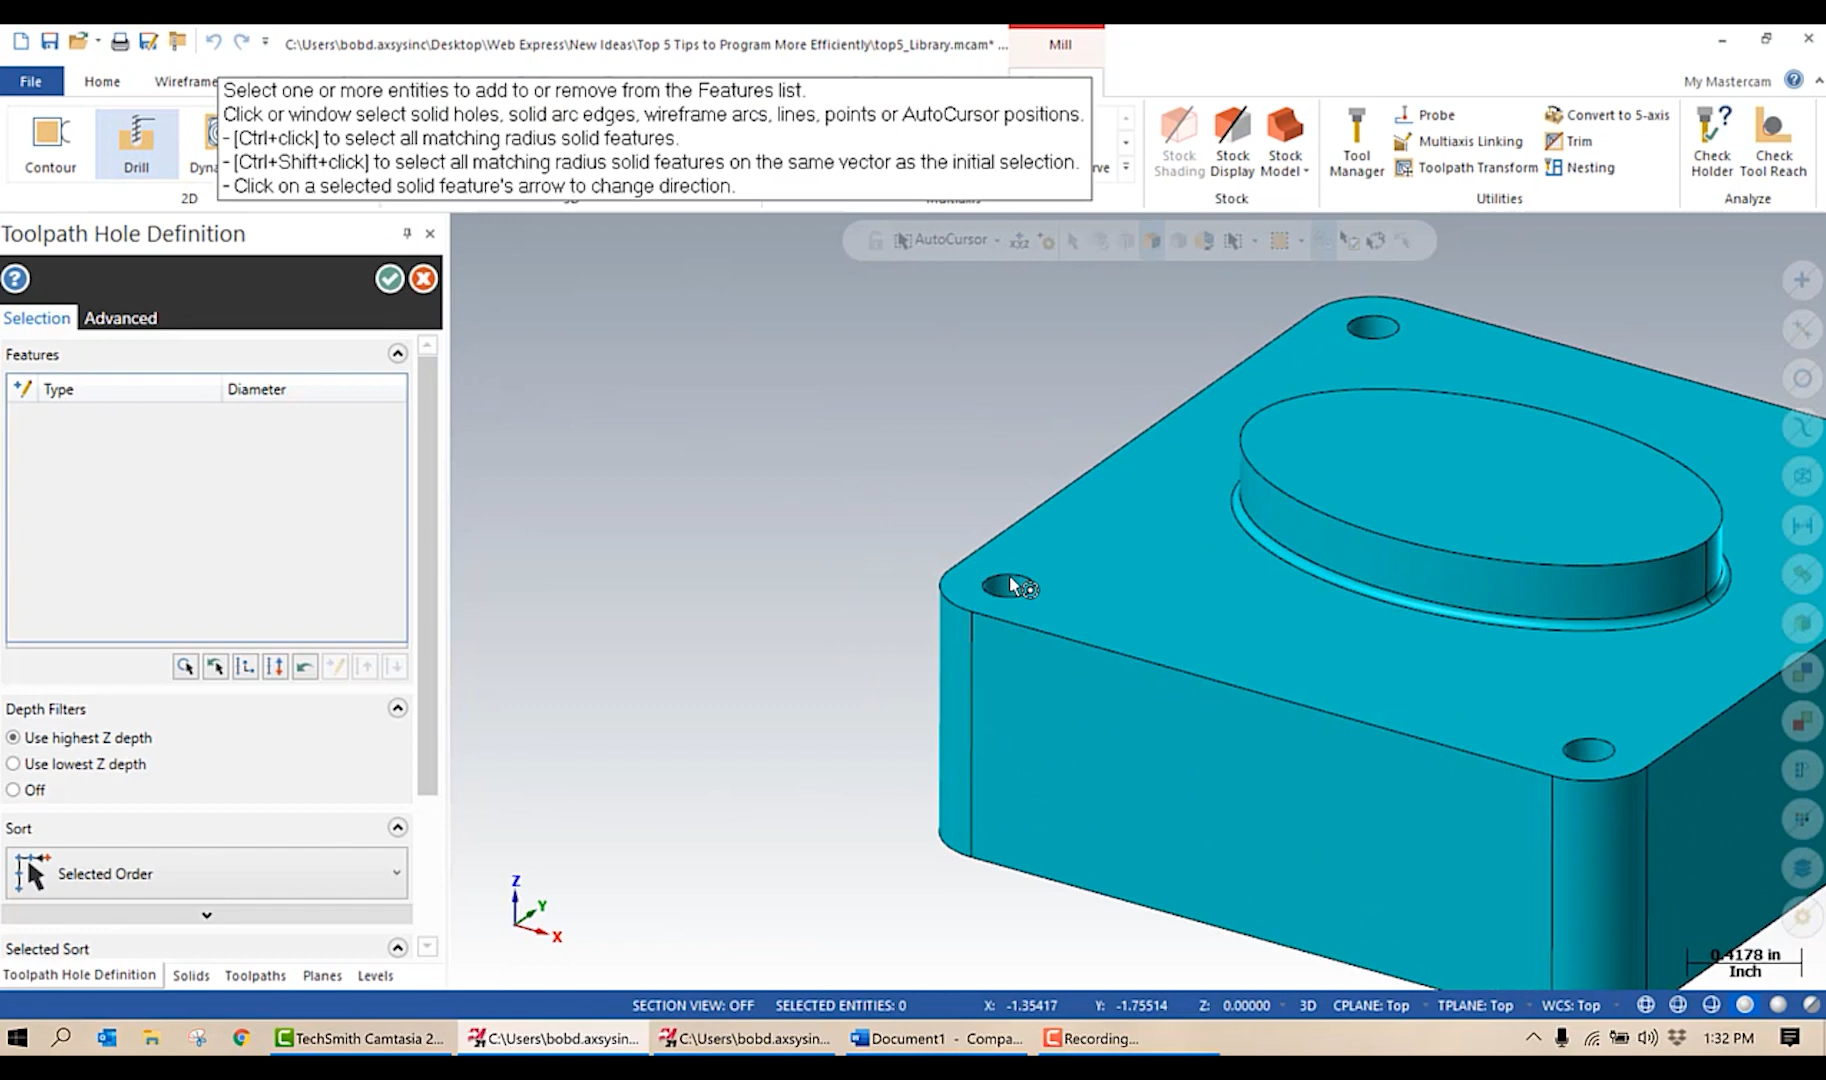 C:\Users\bobd.axsysinc\Desktop\Web Express\New Ideas\Top 5 Tips to Program More Efficiently\top5_Library.mcam* ...
Mill
File
Home
Wireframe
My Mastercam
Select one or more entities to add to or remove from the Features list.
Click or window select solid holes, solid arc edges, wireframe arcs, lines, points or AutoCursor positions.
- [Ctrl+click] to select all matching radius solid features.
- [Ctrl+Shift+click] to select all matching radius solid features on the same vector as the initial selection.
- Click on a selected solid feature's arrow to change direction.
Contour
Drill
2D
Stock Shading
Stock Display
Stock Model
Stock
Tool Manager
Probe
Multiaxis Linking
Toolpath Transform
Convert to 5-axis
Trim
Nesting
Utilities
Check Holder
Check Tool Reach
Analyze
Toolpath Hole Definition
AutoCursor
Selection
Advanced
Features
Type
Diameter
Depth Filters
Use highest Z depth
Use lowest Z depth
Off
Sort
Selected Order
Selected Sort
Z
Y
X
0.4178 in
Inch
Toolpath Hole Definition
Solids
Toolpaths
Planes
Levels
SECTION VIEW: OFF
SELECTED ENTITIES: 0
X: -1.35417
Y: -1.75514
Z: 0.00000
3D
CPLANE: Top
TPLANE: Top
WCS: Top
TechSmith Camtasia 2...
C:\Users\bobd.axsysin...
C:\Users\bobd.axsysin...
Document1 - Compa...
Recording...
1:32 PM